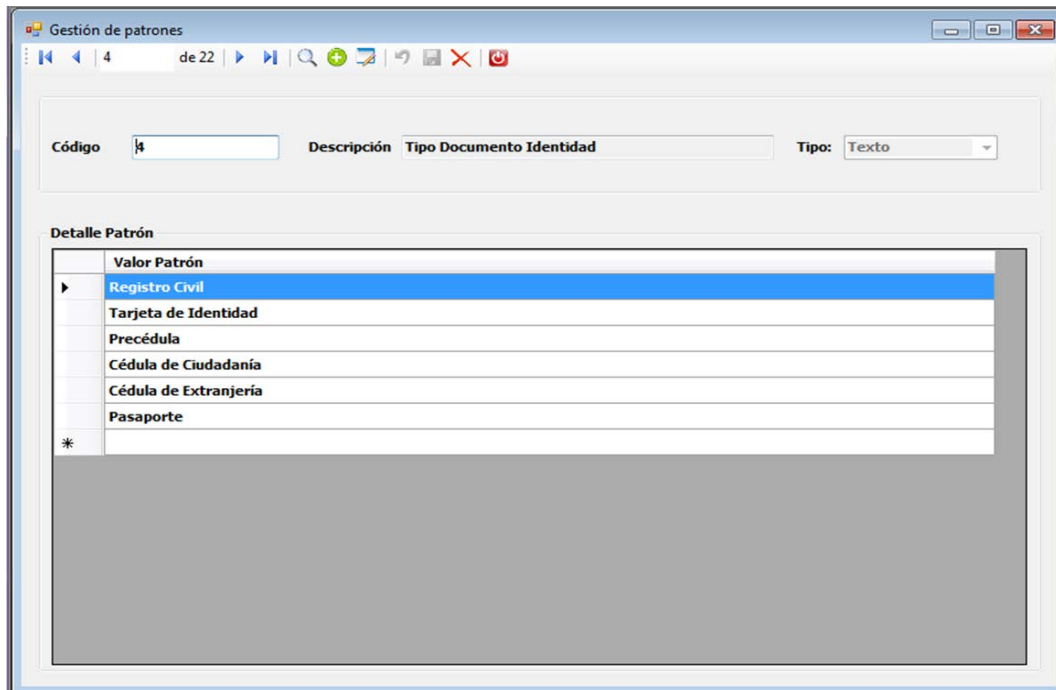 Gestión de patrones
4 de 22
Código 4 Descripción Tipo Documento Identidad Tipo: Texto
Detalle Patrón
Valor Patrón
Registro Civil
Tarjeta de Identidad
Precédula
Cédula de Ciudadanía
Cédula de Extranjería
Pasaporte